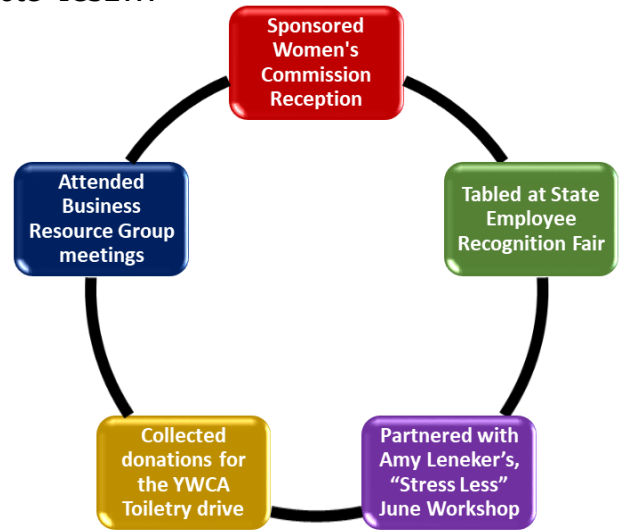 Sponsored
Women's
Commission
Reception
Tabled at State
Employee
Recognition Fair
Partnered with
Amy Leneker's,
“Stress Less”
June Workshop
Collected
donations for
the YWCA
Toiletry drive
Attended
Business
Resource Group
meetings